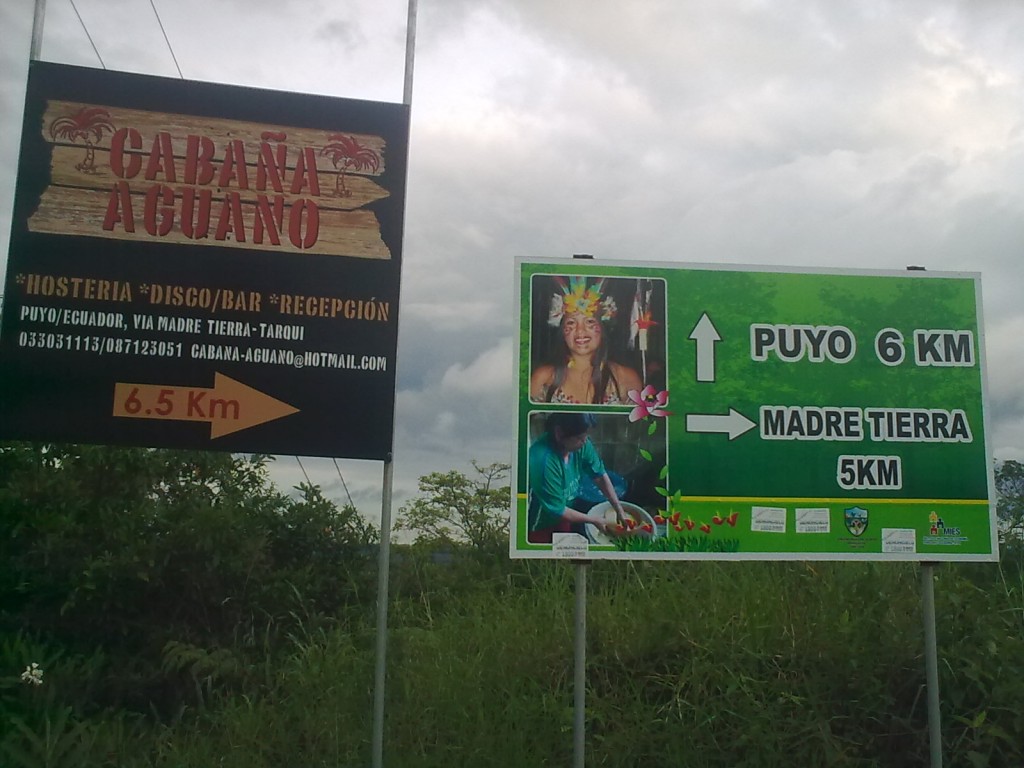 CABAÑA
AGUANO
*HOSTERIA *DISCO/BAR *RECEPCIÓN
PUYO/ECUADOR, VIA MADRE TIERRA-TARQUI
033031113/087123051 CABANA-AGUANO@HOTMAIL.COM
6.5 Km
PUYO 6 KM
MADRE TIERRA
5KM
MIES